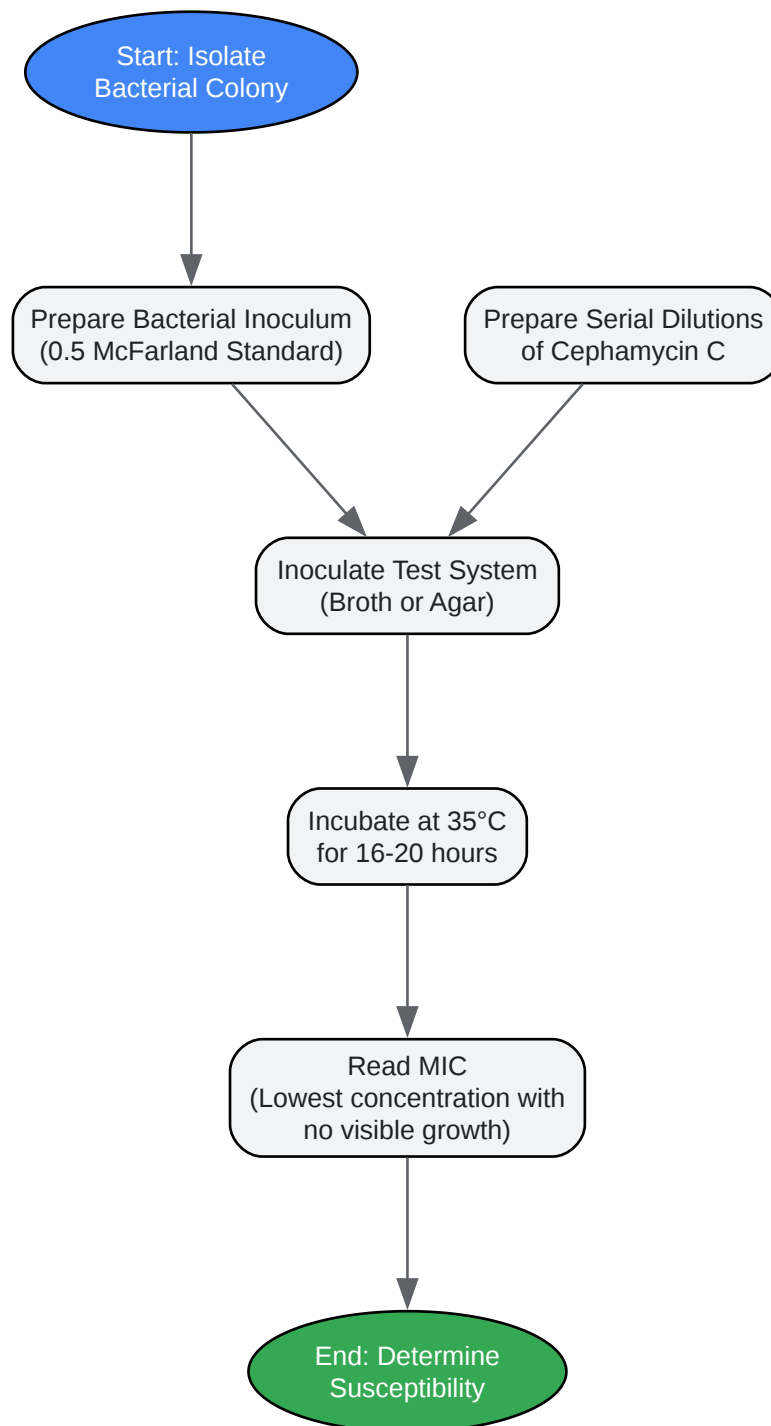 Start: Isolate
Bacterial Colony
Prepare Bacterial Inoculum
(0.5 McFarland Standard)
Prepare Serial Dilutions
of Cephamycin C
Inoculate Test System
(Broth or Agar)
Incubate at 35°C
for 16-20 hours
Read MIC
(Lowest concentration with
no visible growth)
End: Determine
Susceptibility